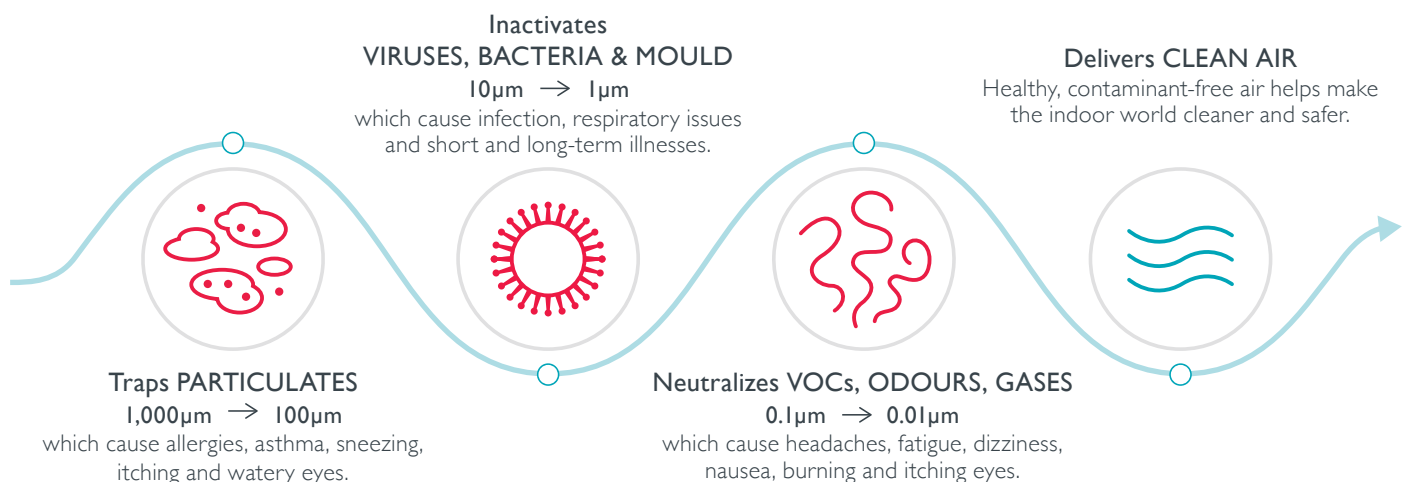 Traps PARTICULATES
1,000µm → 100µm
which cause allergies, asthma, sneezing,
itching and watery eyes.
Inactivates
VIRUSES, BACTERIA & MOULD
10µm → 1µm
which cause infection, respiratory issues
and short and long-term illnesses.
Neutralizes VOCs, ODOURS, GASES
0.1µm → 0.01µm
which cause headaches, fatigue, dizziness,
nausea, burning and itching eyes.
Delivers CLEAN AIR
Healthy, contaminant-free air helps make
the indoor world cleaner and safer.